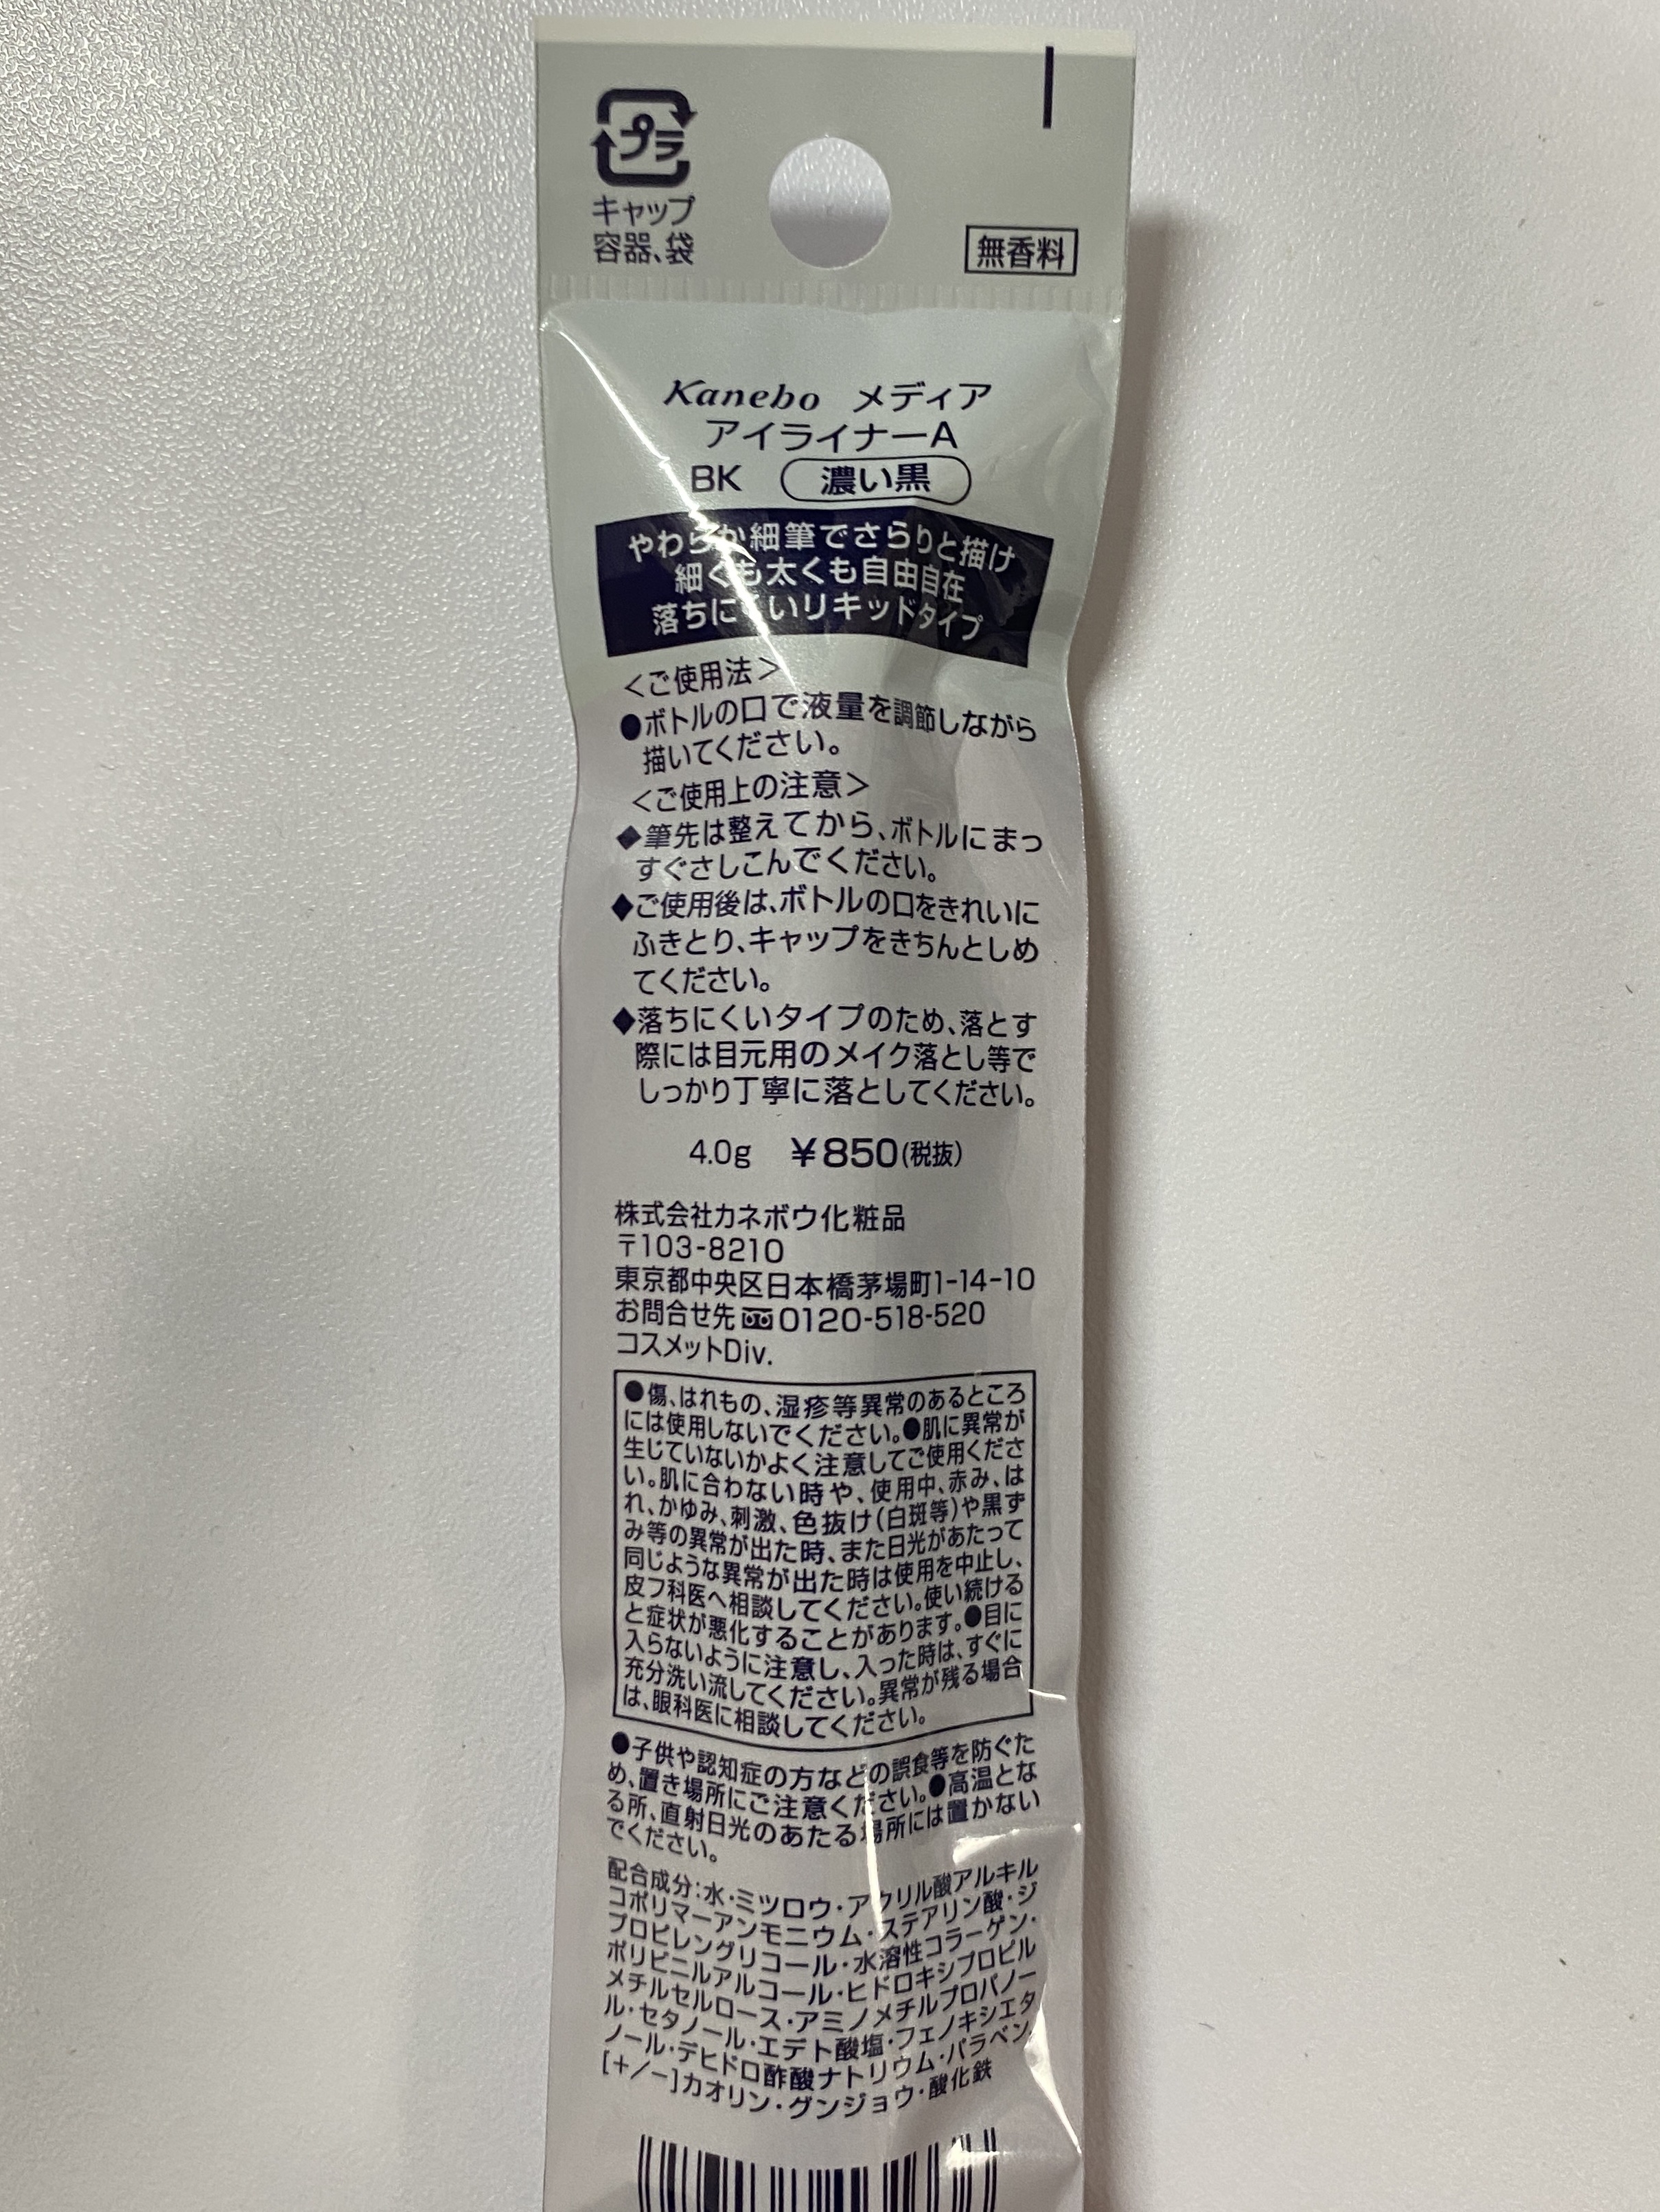 プラ
キャップ
容器、袋
無香料
Kanebo メディア
アイライナーA
BK 濃い黒
やわらか細筆でさらりと描け
細くも太くも自由自在
落ちにくいリキッドタイプ
＜ご使用法＞
●ボトルの口で液量を調節しながら
描いてください。
＜ご使用上の注意＞
◆筆先は整えてから、ボトルにまっ
すぐさしこんでください。
◆ご使用後は、ボトルの口をきれいに
ふきとり、キャップをきちんとしめ
てください。
◆落ちにくいタイプのため、落とす
際には目元用のメイク落とし等で
しっかり丁寧に落としてください。
4.0g ¥850(税抜)
株式会社カネボウ化粧品
〒103-8210
東京都中央区日本橋茅場町1-14-10
お問合せ先 0120-518-520
コスメットDiv.
●傷、はれもの、湿疹等異常のあるところ
には使用しないでください。●肌に異常が
生じていないかよく注意してご使用くださ
い。肌に合わない時や、使用中、赤み、は
れ、かゆみ、刺激、色抜け(白斑等)や黒ず
み等の異常が出た時、また日光があたって
同じような異常が出た時は使用を中止し、
皮フ科医へ相談してください。使い続ける
と症状が悪化することがあります。●目に
入らないように注意し、入った時は、すぐに
充分洗い流してください。異常が残る場合
は、眼科医に相談してください。
●子供や認知症の方などの誤食等を防ぐた
め、置き場所にご注意ください。●高温とな
る所、直射日光のあたる場所には置かない
でください。
配合成分：水・ミツロウ・アクリル酸アルキル
コポリマーアンモニウム・ステアリン酸・ジ
プロピレングリコール・水溶性コラーゲン・
ポリビニルアルコール・ヒドロキシプロピル
メチルセルロース・アミノメチルプロパノー
ル・セタノール・エデト酸塩・フェノキシエタ
ノール・デヒドロ酢酸ナトリウム・パラベン、
[+/-]カオリン・グンジョウ・酸化鉄